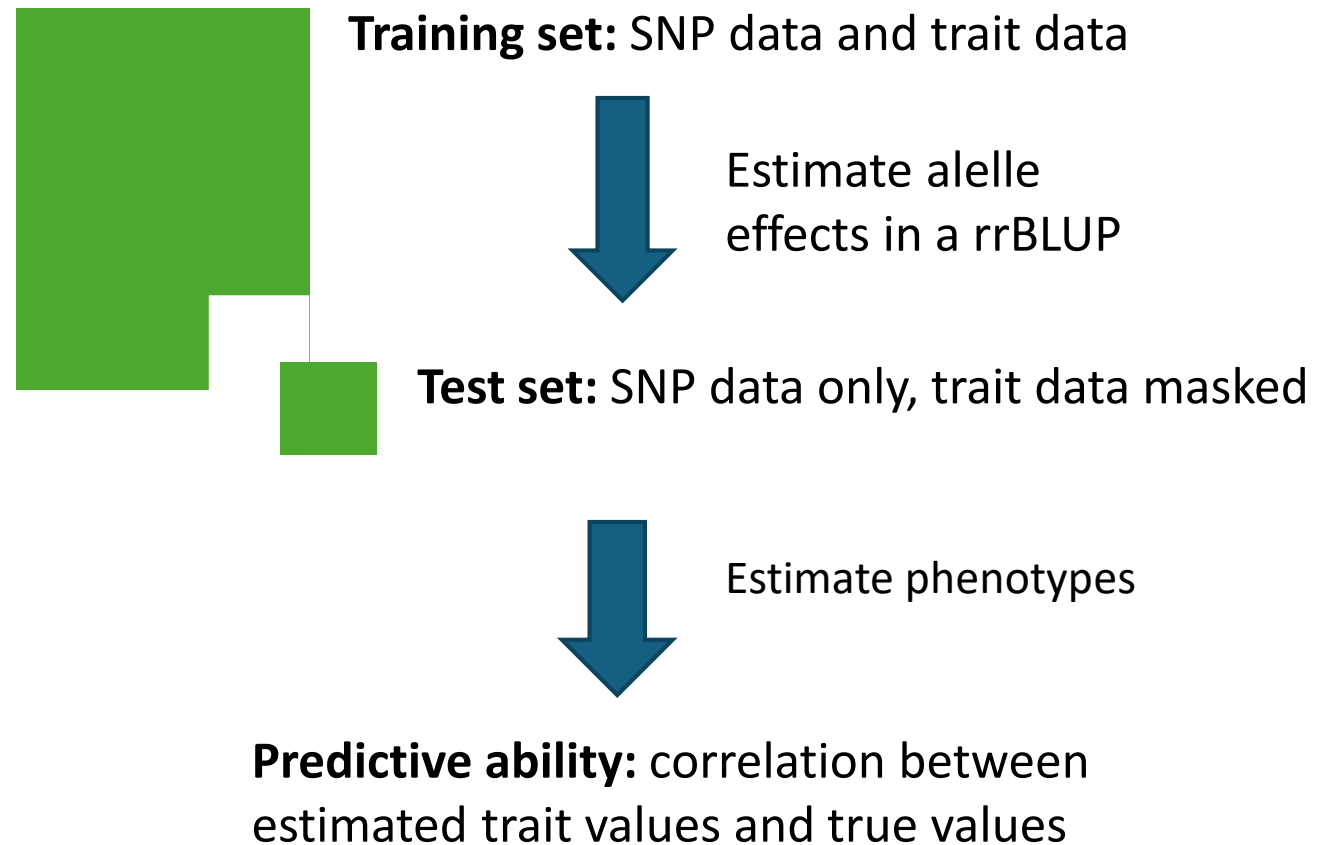 Training set: SNP data and trait data
Estimate alelle
effects in a rrBLUP
Test set: SNP data only, trait data masked
Estimate phenotypes
Predictive ability: correlation between
estimated trait values and true values